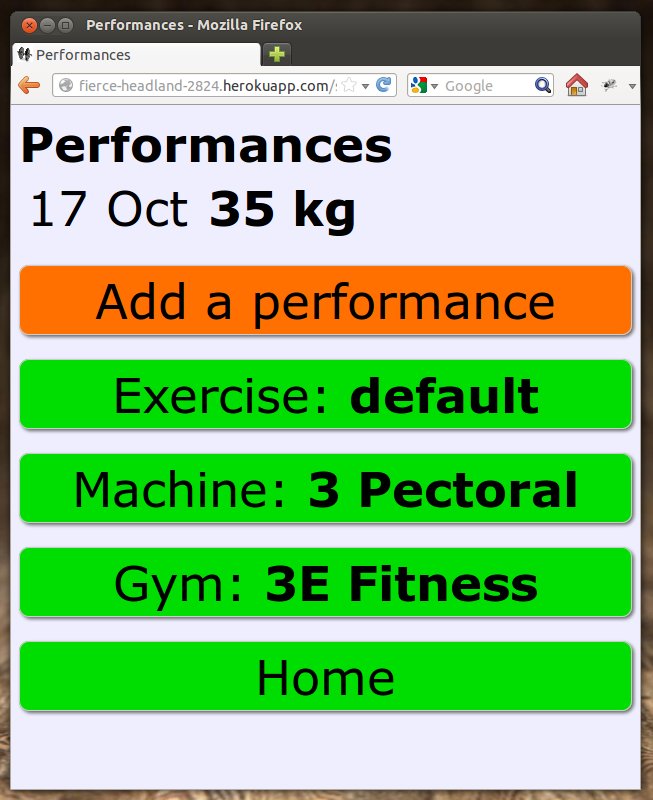 Performances - Mozilla Firefox
Performances
fierce-headland-2824.herokuapp.com/
Google
Performances
17 Oct 35 kg
Add a performance
Exercise: default
Machine: 3 Pectoral
Gym: 3E Fitness
Home